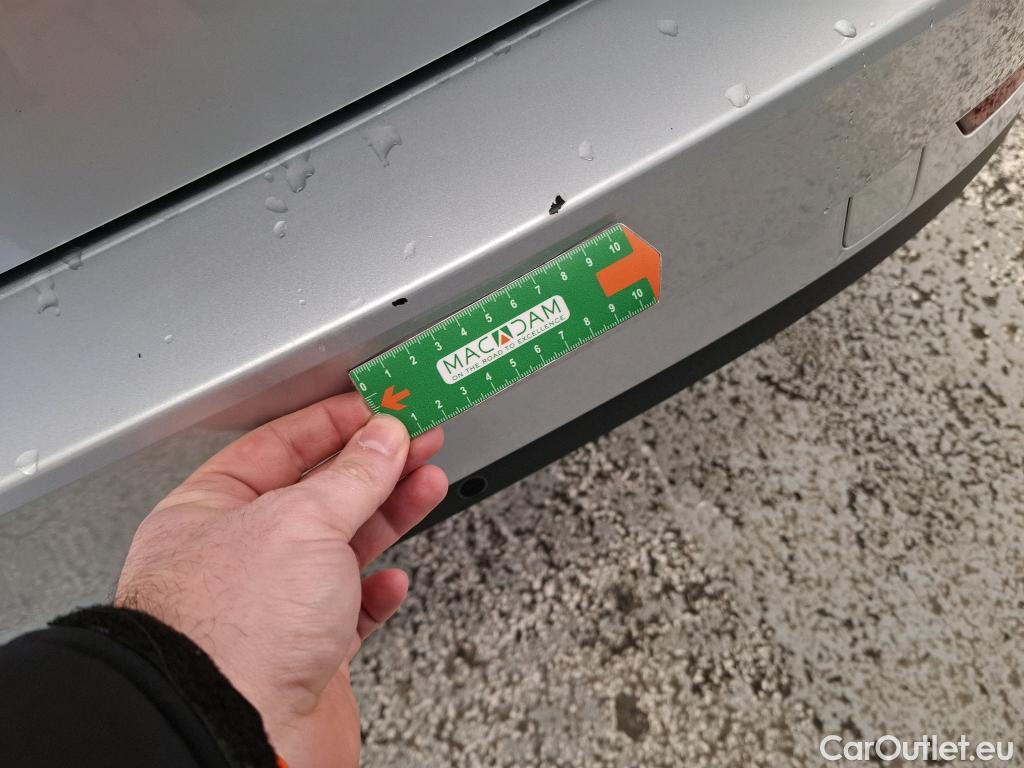 0 1 2 3 4 5 6 7 8 9 10
MACADAM
ON THE ROAD TO EXCELLENCE
1 2 3 4 5 6 7 8 9 10
CarOutlet.eu